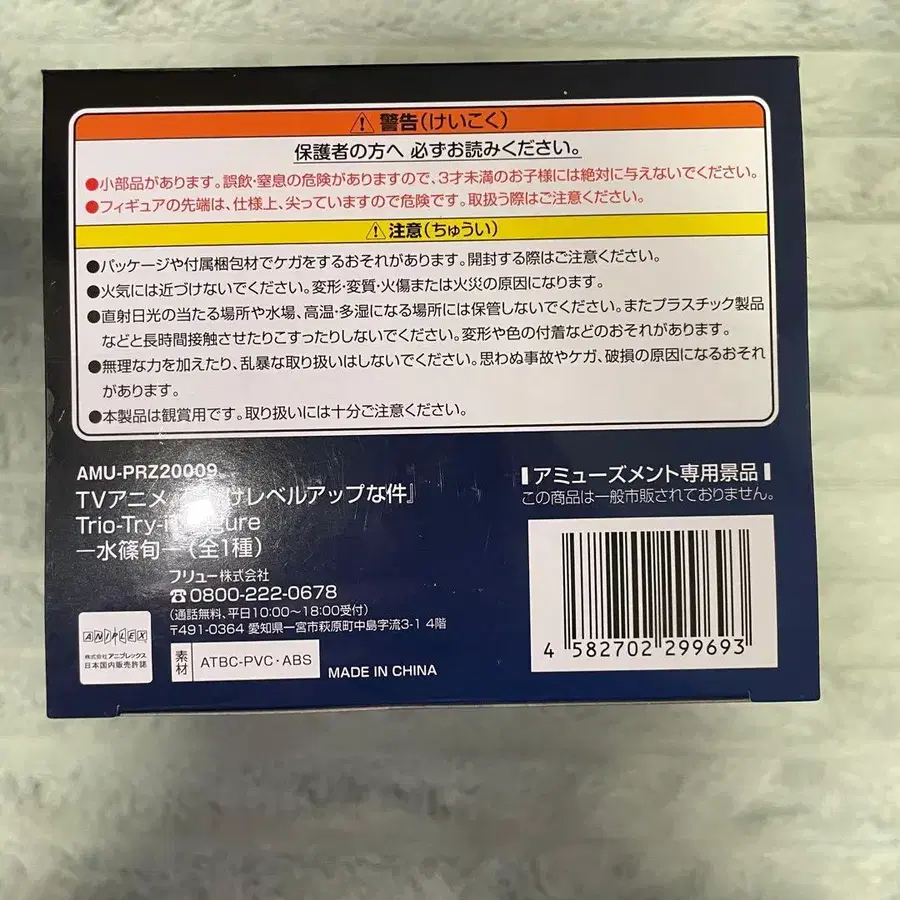 ⚠警告(けいこく)
保護者の方へ 必ずお読みください。
●小部品があります。誤飲・窒息の危険がありますので、3才未満のお子様には絶対に与えないでください。
●フィギュアの先端は、仕様上、尖っていますので危険です。取扱う際はご注意ください。
⚠注意(ちゅうい)
●パッケージや付属梱包材でケガをするおそれがあります。開封する際はご注意ください。
●火気には近づけないでください。変形・変質・火傷または火災の原因になります。
●直射日光の当たる場所や水場、高温・多湿になる場所には保管しないでください。またプラスチック製品
などと長時間接触させたりこすったりしないでください。変形や色の付着などのおそれがあります。
●無理な力を加えたり、乱暴な取り扱いはしないでください。思わぬ事故やケガ、破損の原因になるおそれ
があります。
●本製品は観賞用です。取り扱いには十分ご注意ください。
AMU-PRZ20009
TVアニメ けレベルアップな件』
Trio-Try-
―水篠旬―(全1種)
フリュー株式会社
☎0800-222-0678
(通話無料、平日10:00～18:00受付)
〒491-0364 愛知県一宮市萩原町中島字流3-1 4階
ANIPLEX
株式会社アニプレックス
日本国内販売許諾
素材 ATBC-PVC・ABS
MADE IN CHINA
アミューズメント専用景品
この商品は一般市販されておりません。
4 582702 299693